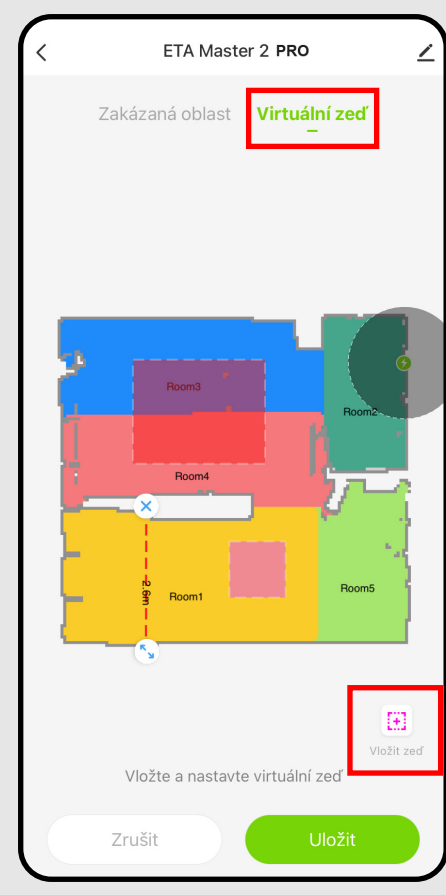 ETA Master 2 PRO
Zakázaná oblast Virtuální zeď
Room3
Room2
Room4
2.6m
Room1
Room5
Vložit zeď
Vložte a nastavte virtuální zeď
Zrušit Uložit